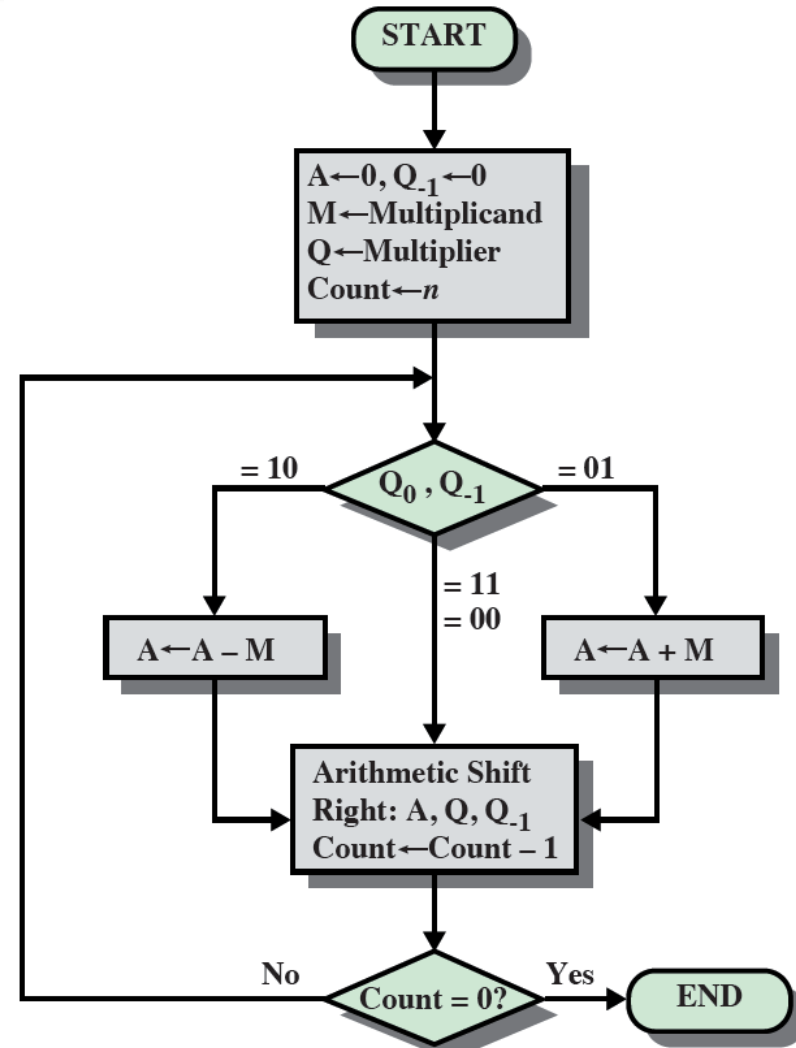 START
A←0, Q₋₁←0
M←Multiplicand
Q←Multiplier
Count←n
= 10
Q₀ , Q₋₁
= 01
= 11
= 00
A←A – M
A←A + M
Arithmetic Shift
Right: A, Q, Q₋₁
Count←Count – 1
No
Count = 0?
Yes
END